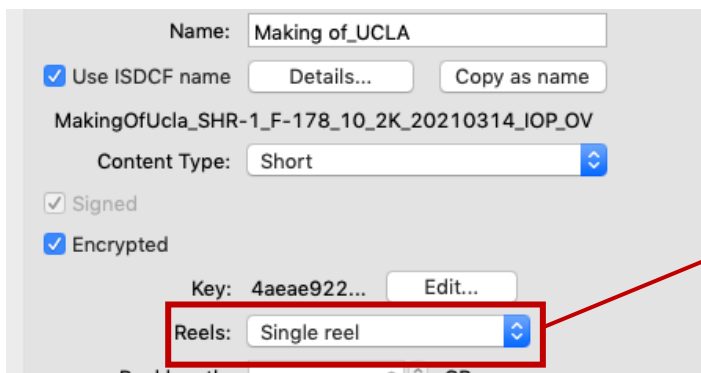 Name: Making of_UCLA
Use ISDCF name Details... Copy as name
MakingOfUcla_SHR-1_F-178_10_2K_20210314_IOP_OV
Content Type: Short
Signed
Encrypted
Key: 4aeae922... Edit...
Reels: Single reel